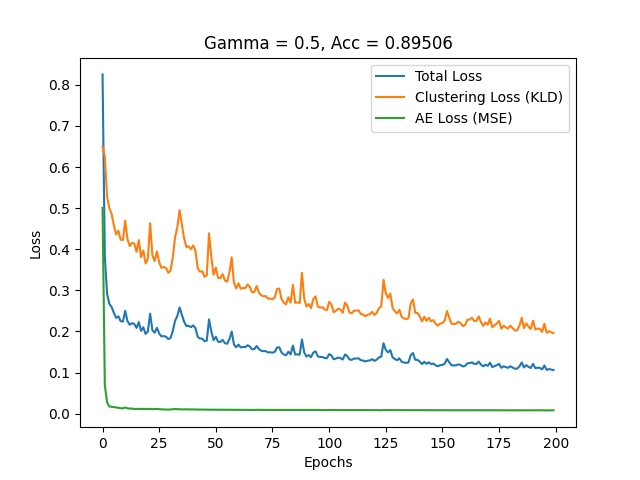 Gamma = 0.5, Acc = 0.89506
Total Loss
Clustering Loss (KLD)
AE Loss (MSE)
Loss
0.8
0.7
0.6
0.5
0.4
0.3
0.2
0.1
0.0
0 25 50 75 100 125 150 175 200
Epochs